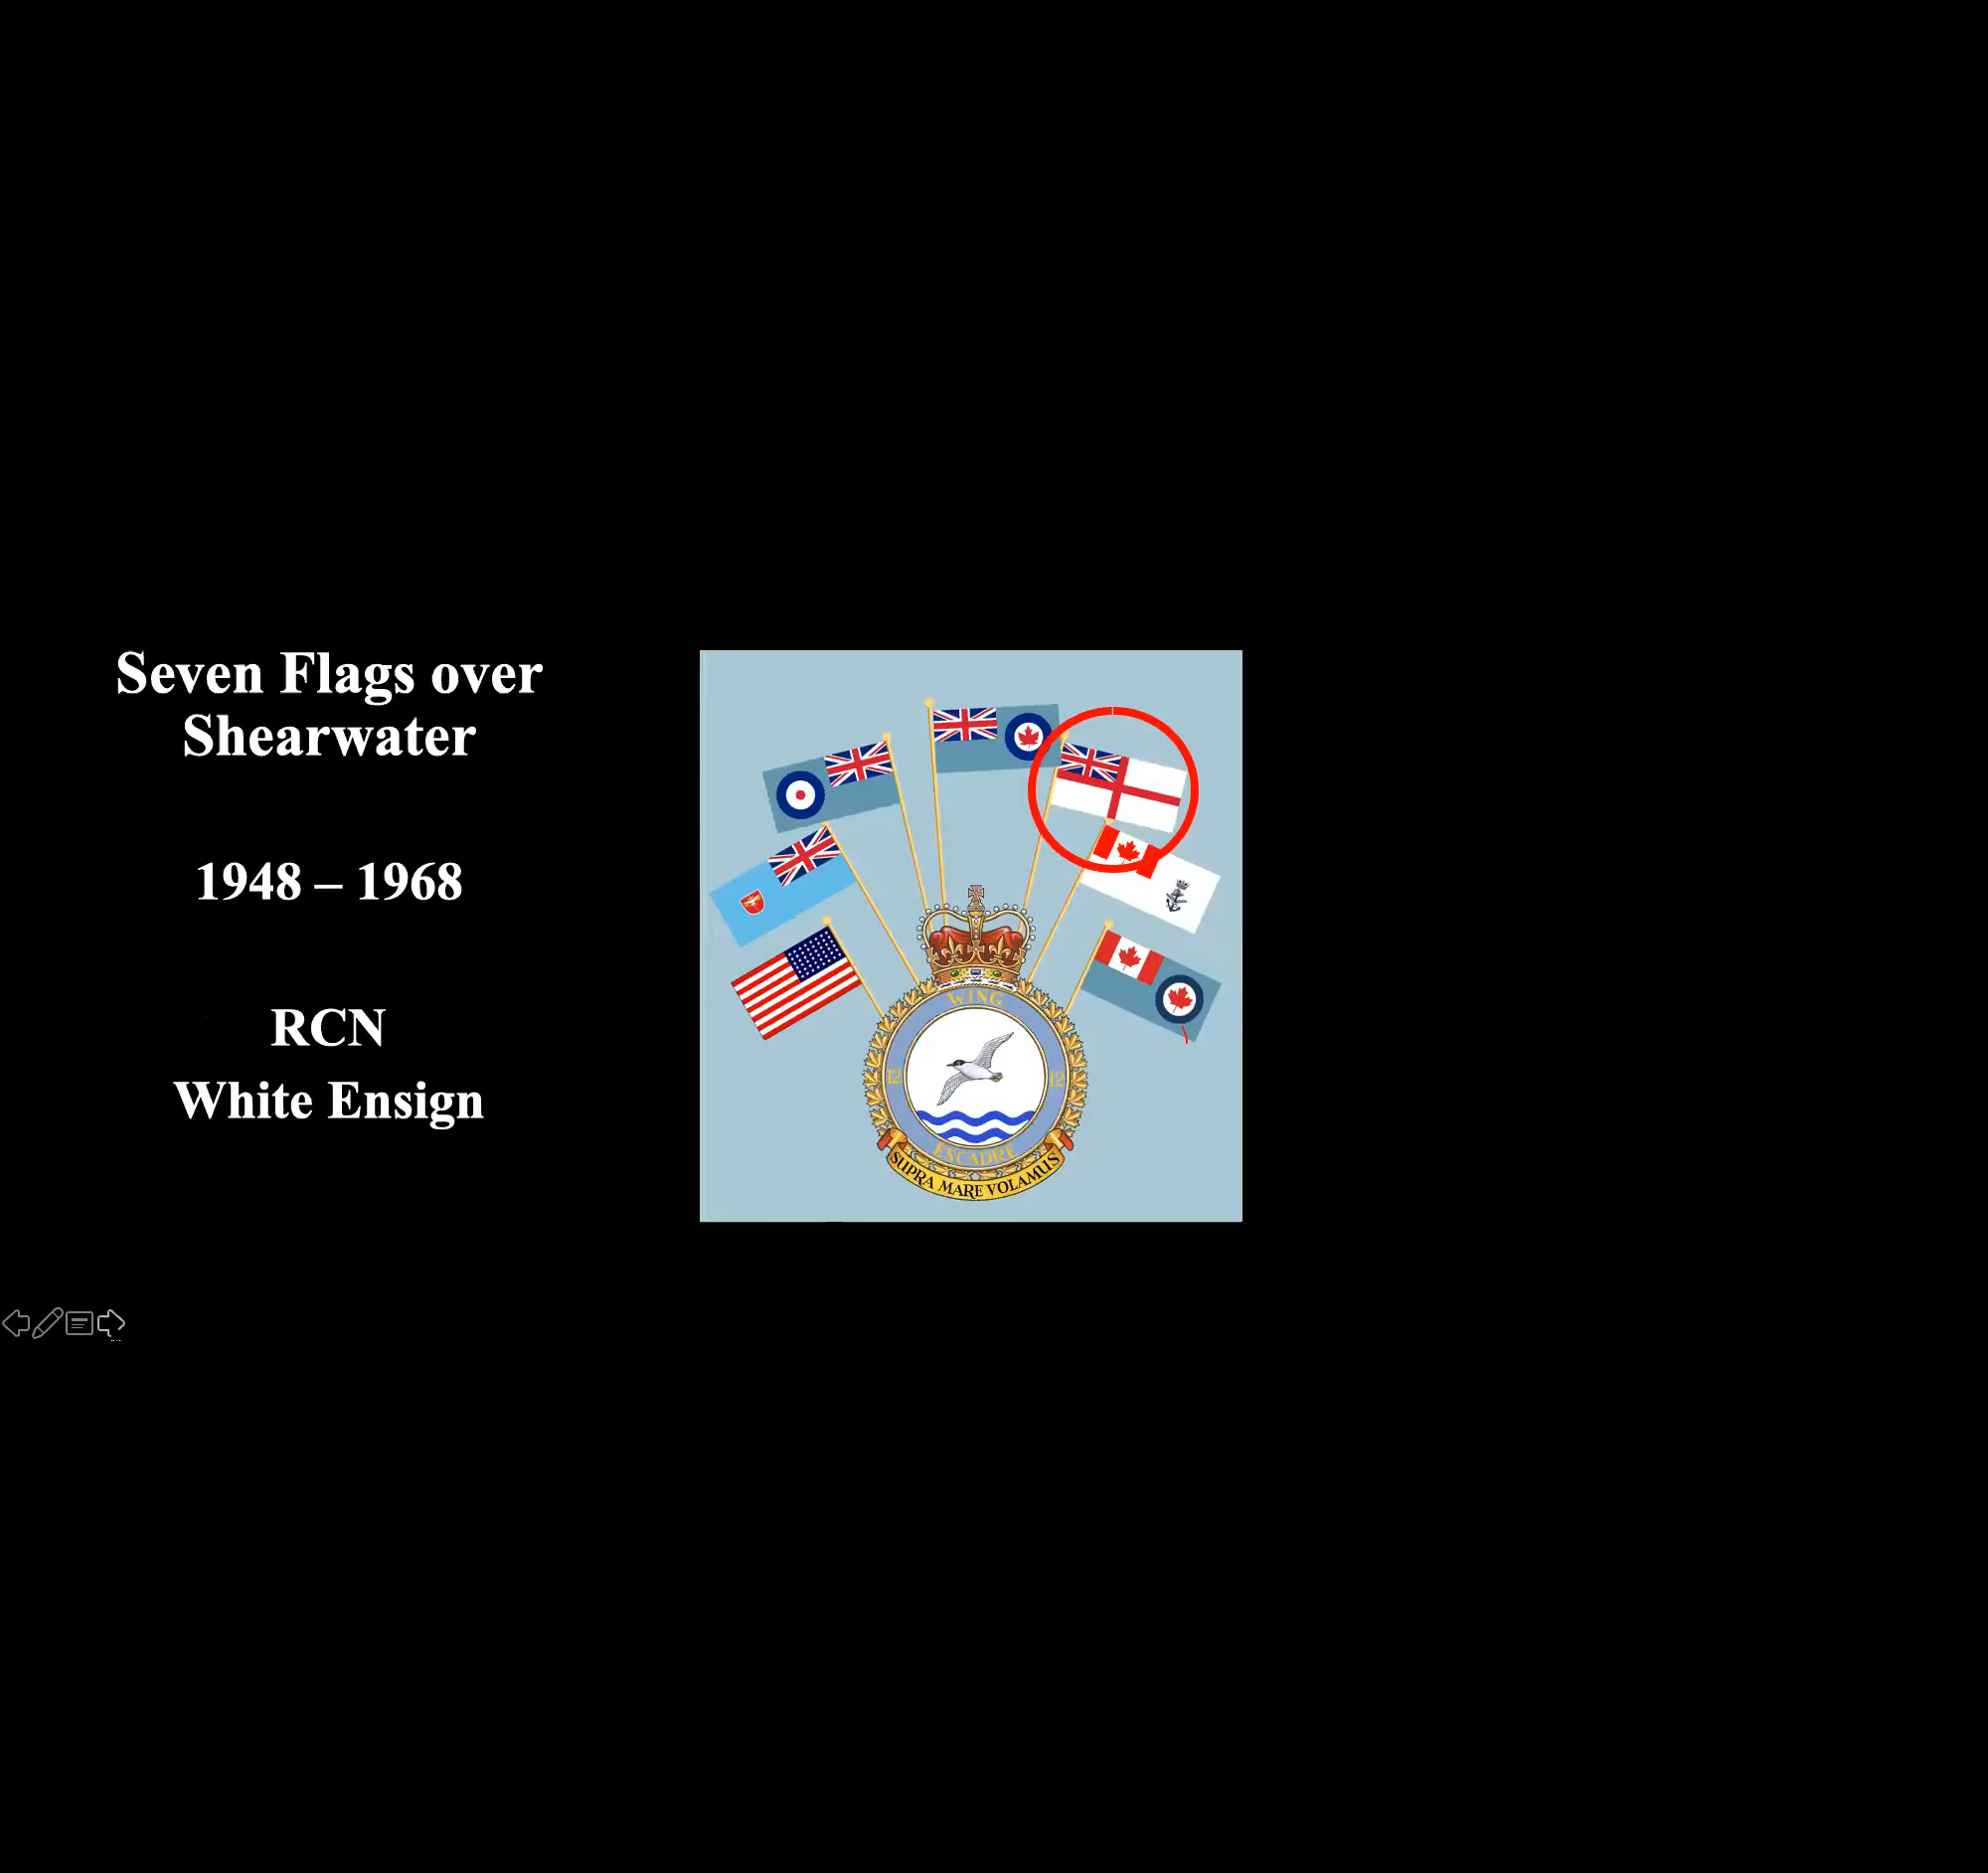 Seven Flags over
Shearwater
1948 – 1968
RCN
White Ensign
WING
12
12
ESCADRE
SUPRA MARE VOLAMUS